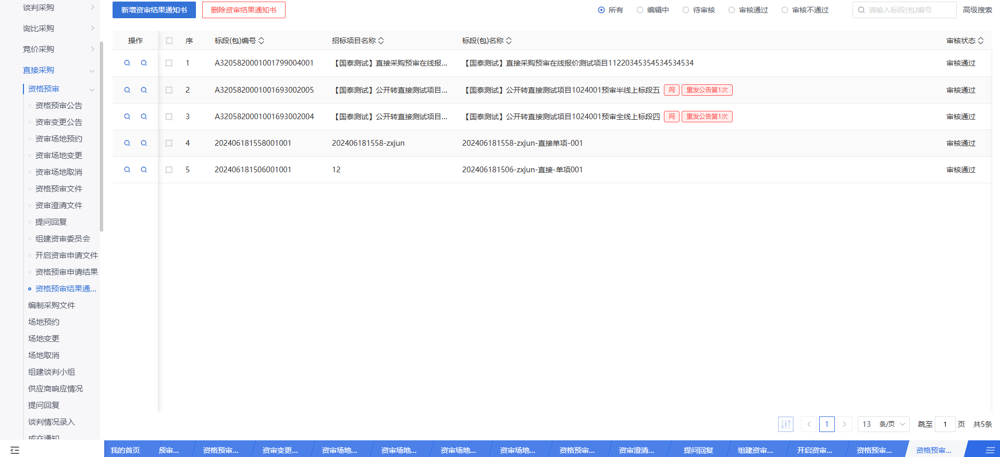 谈判采购
询比采购
竞价采购
直接采购
资格预审
资格预审公告
资审变更公告
资审场地预约
资审场地变更
资审场地取消
资格预审文件
资审澄清文件
提问回复
组建资审委员会
开启资审申请文件
资格预审申请结果
资格预审结果通...
编制采购文件
场地预约
场地变更
场地取消
组建谈判小组
供应商响应情况
提问回复
谈判情况录入
成交通知
新增资审结果通知书 删除资审结果通知书 所有 编辑中 待审核 审核通过 审核不通过 请输入标段(包)编号 高级搜索
操作 序 标段(包)编号 招标项目名称 标段(包)名称 审核状态
1 A3205820001001799004001 【国泰测试】直接采购预审在线报... 【国泰测试】直接采购预审在线报价测试项目11220345354534534534 审核通过
2 A3205820001001693002005 【国泰测试】公开转直接测试项目... 【国泰测试】公开转直接测试项目1024001预审半线上标段五 网 重发公告第1次 审核通过
3 A3205820001001693002004 【国泰测试】公开转直接测试项目... 【国泰测试】公开转直接测试项目1024001预审全线上标段四 网 重发公告第1次 审核通过
4 202406181558001001 202406181558-zxjun 202406181558-zxjun-直接单项-001 审核通过
5 202406181506001001 12 202406181506-zxjun-直接-单项001 审核通过
1 13 条/页 跳至 1 页 共5条
我的首页 预审... 资格预审... 资审变更... 资审场地... 资审场地... 资审场地... 资审场地... 资格预审... 资审澄清... 提问回复 组建资审... 开启资审... 资格预审... 资格预审...